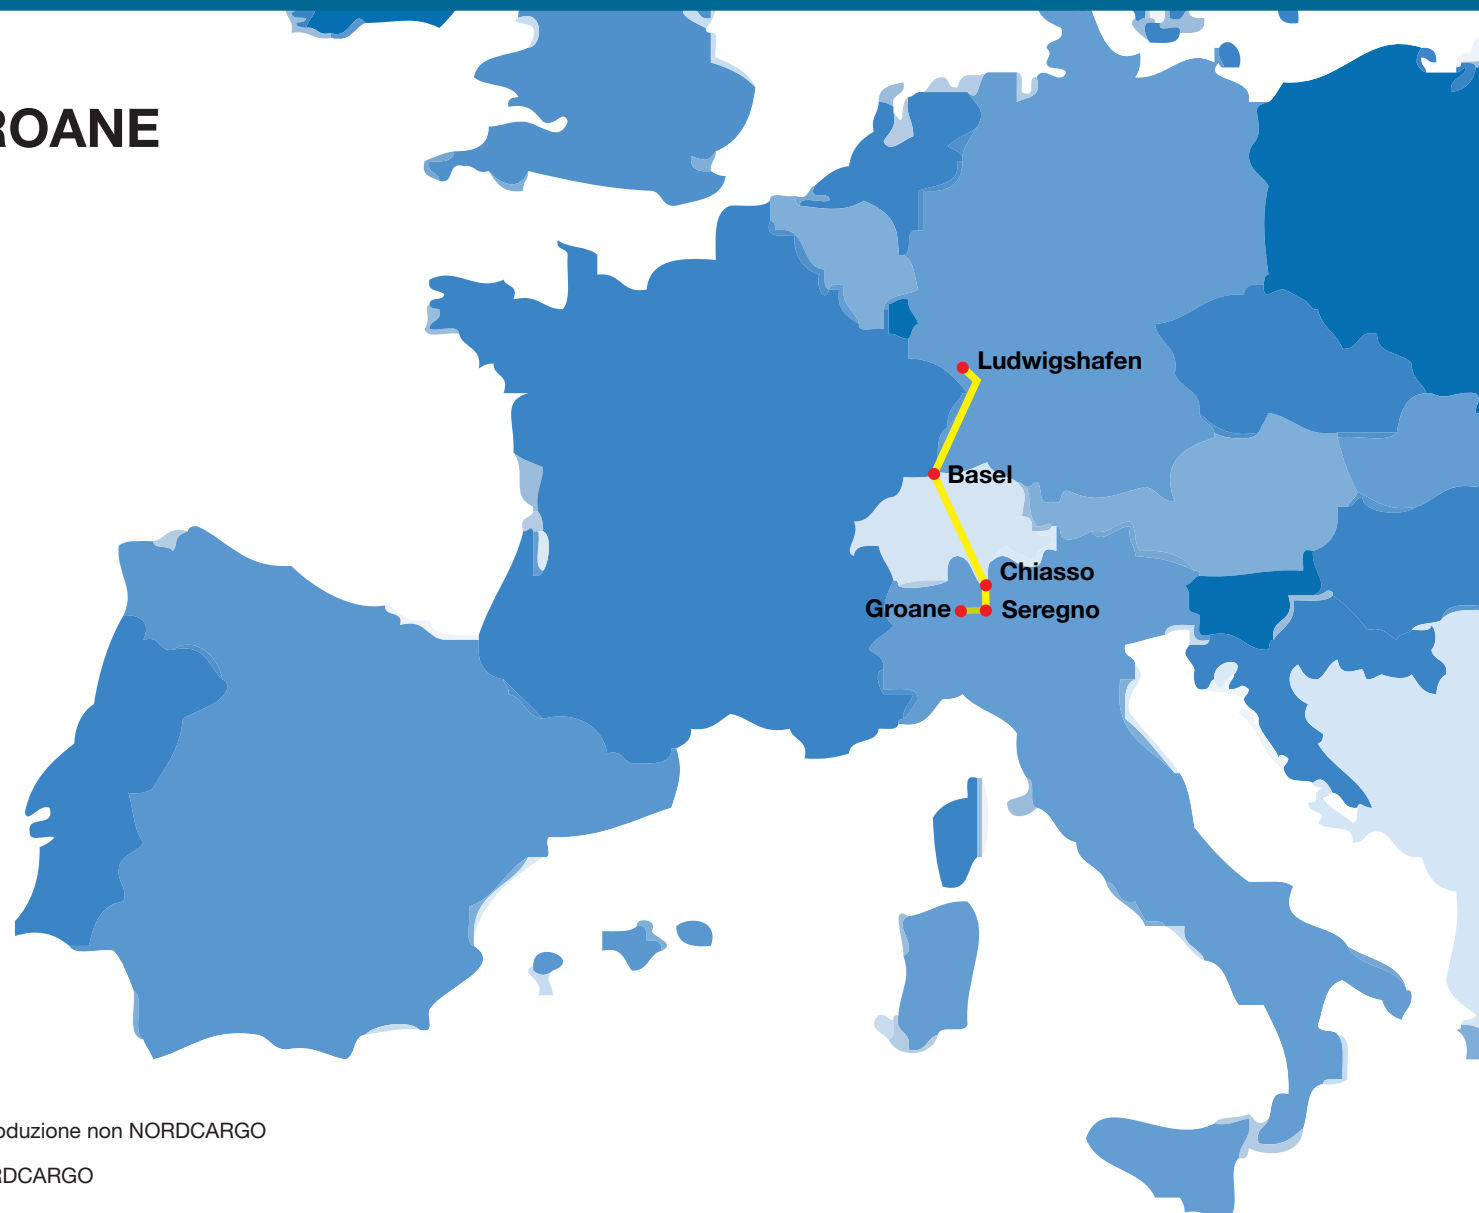 ROANE
Ludwigshafen
Basel
Chiasso
Groane
Seregno
oduzione non NORDCARGO
RDCARGO